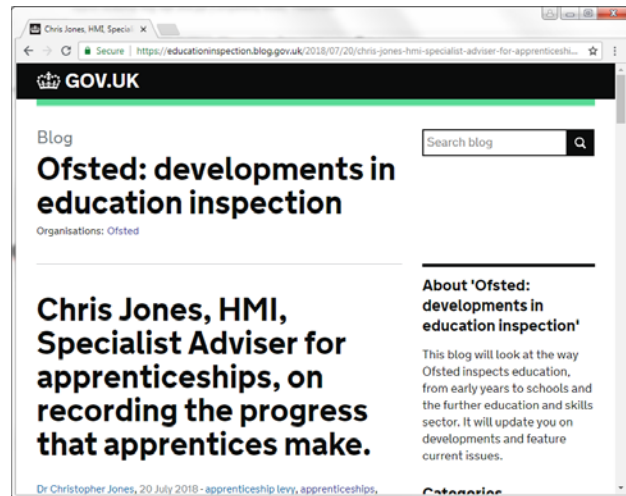 Chris Jones, HMI, Special
Secure | https://educationinspection.blog.gov.uk/2018/07/20/chris-jones-hmi-specialist-adviser-for-apprenticeshi...
GOV.UK
Blog
Ofsted: developments in
education inspection
Organisations: Ofsted
Search blog
Chris Jones, HMI,
Specialist Adviser for
apprenticeships, on
recording the progress
that apprentices make.
Dr Christopher Jones, 20 July 2018 - apprenticeship levy, apprenticeships,
About 'Ofsted:
developments in
education inspection'
This blog will look at the way
Ofsted inspects education,
from early years to schools and
the further education and skills
sector. It will update you on
developments and feature
current issues.
Categories